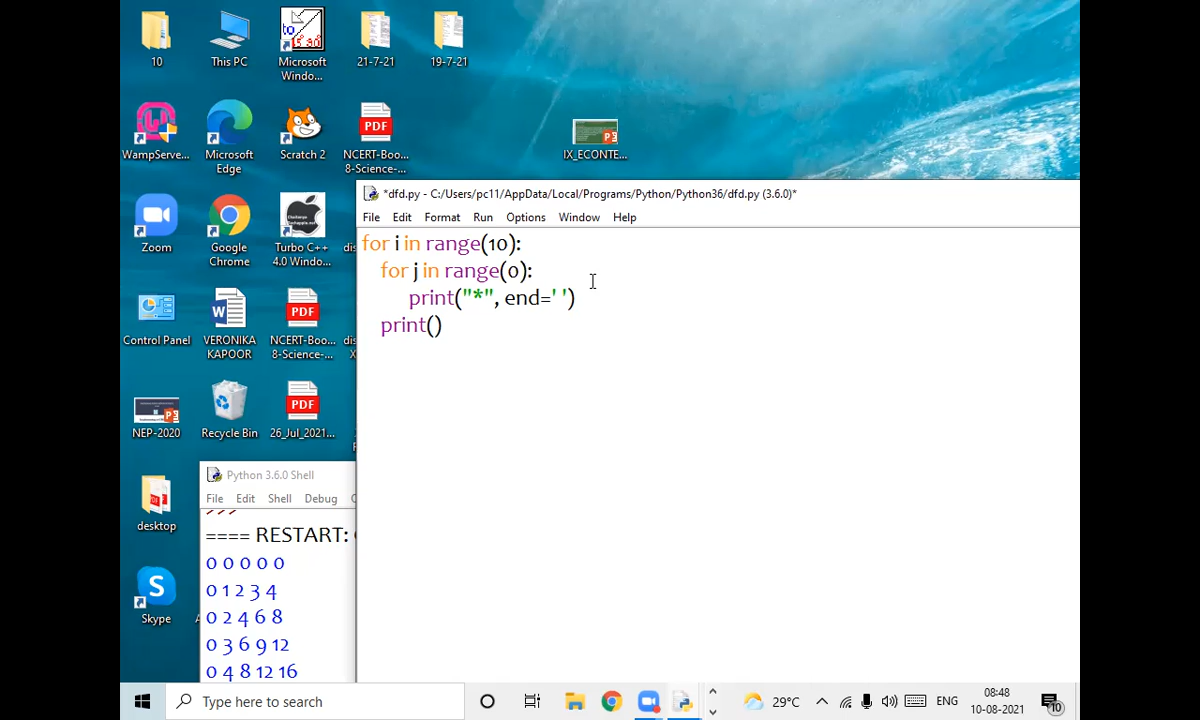 10
This PC
Microsoft
Windo...
21-7-21
19-7-21
WampServe...
Microsoft
Edge
Scratch 2
PDF
NCERT-Boo...
8-Science-...
IX_ECONTE...
Zoom
Google
Chrome
Turbo C++
4.0 Windo...
Control Panel
VERONIKA
KAPOOR
PDF
NCERT-Boo...
8-Science-...
NEP-2020
Recycle Bin
PDF
26_Jul_2021...
desktop
Skype
*dfd.py - C:/Users/pc11/AppData/Local/Programs/Python/Python36/dfd.py (3.6.0)*
File Edit Format Run Options Window Help
for i in range(10):
for j in range(0):
print("*", end=' ')
print()
Python 3.6.0 Shell
File Edit Shell Debug
>>>
==== RESTART:
0 0 0 0 0
0 1 2 3 4
0 2 4 6 8
0 3 6 9 12
0 4 8 12 16
Type here to search
29°C
ENG
08:48
10-08-2021
10